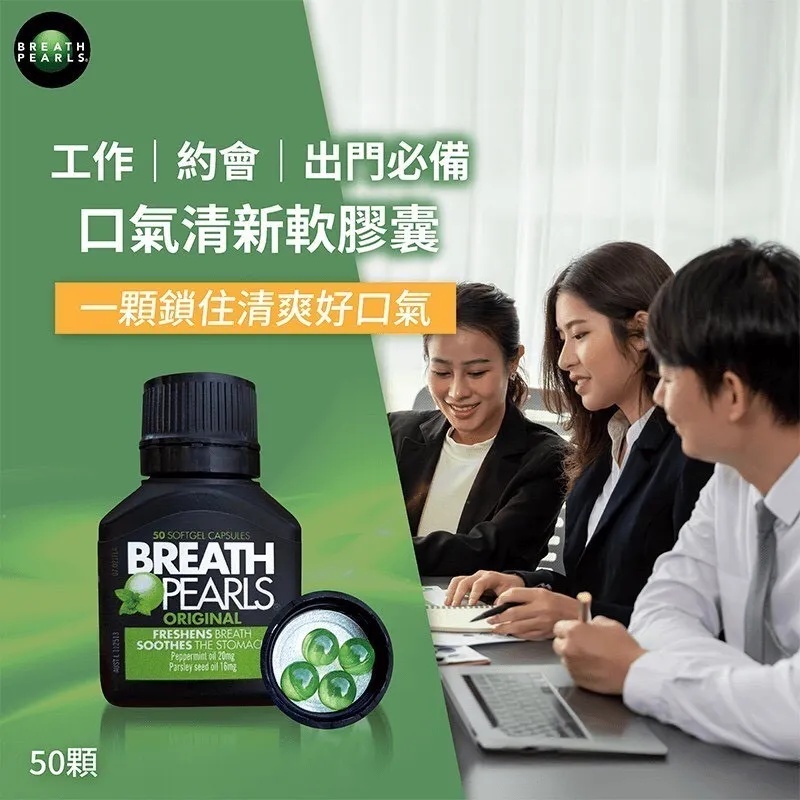 BREATH
PEARLS
工作｜約會｜出門必備
口氣清新軟膠囊
一顆鎖住清爽好口氣
50 SOFTGEL CAPSULES
BREATH
PEARLS
ORIGINAL
FRESHENS BREATH
SOOTHES THE STOMAC
Peppermint oil 20mg
Parsley seed oil 16mg
50顆